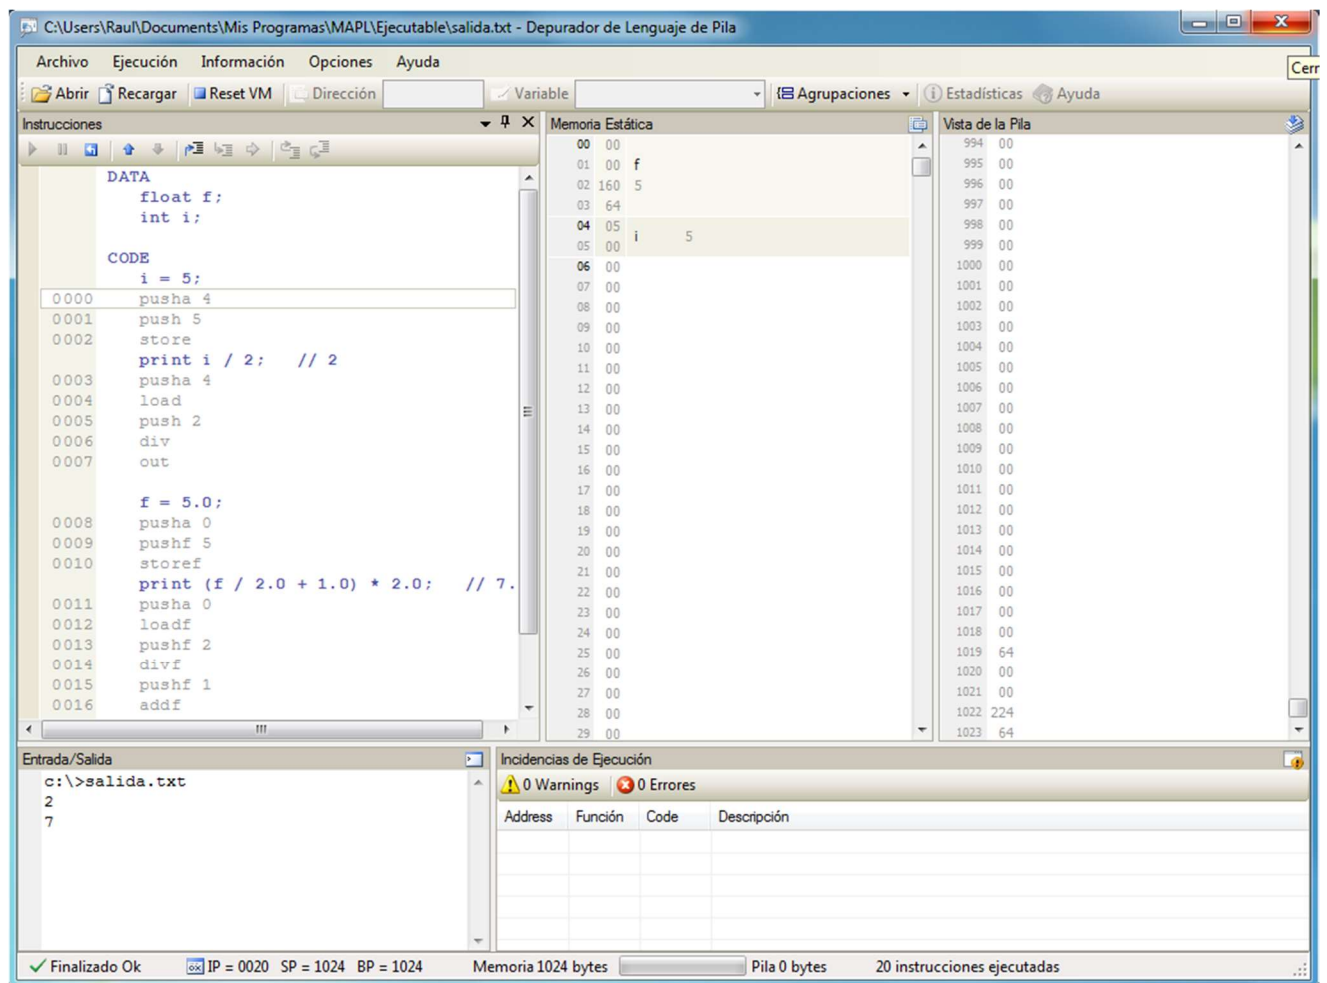 C:\Users\Raul\Documents\Mis Programas\MAPL\Ejecutable\salida.txt - Depurador de Lenguaje de Pila
Archivo Ejecución Información Opciones Ayuda
Cerr
Abrir Recargar Reset VM Dirección Variable Agrupaciones Estadísticas Ayuda
Instrucciones
DATA
float f;
int i;
CODE
i = 5;
0000 pusha 4
0001 push 5
0002 store
print i / 2; // 2
0003 pusha 4
0004 load
0005 push 2
0006 div
0007 out
f = 5.0;
0008 pusha 0
0009 pushf 5
0010 storef
print (f / 2.0 + 1.0) * 2.0; // 7.
0011 pusha 0
0012 loadf
0013 pushf 2
0014 divf
0015 pushf 1
0016 addf
Memoria Estática
00 00
01 00 f
02 160 5
03 64
04 05
i 5
05 00
06 00
07 00
08 00
09 00
10 00
11 00
12 00
13 00
14 00
15 00
16 00
17 00
18 00
19 00
20 00
21 00
22 00
23 00
24 00
25 00
26 00
27 00
28 00
29 00
Vista de la Pila
994 00
995 00
996 00
997 00
998 00
999 00
1000 00
1001 00
1002 00
1003 00
1004 00
1005 00
1006 00
1007 00
1008 00
1009 00
1010 00
1011 00
1012 00
1013 00
1014 00
1015 00
1016 00
1017 00
1018 00
1019 64
1020 00
1021 00
1022 224
1023 64
Entrada/Salida
c:\>salida.txt
2
7
Incidencias de Ejecución
0 Warnings 0 Errores
Address Función Code Descripción
Finalizado Ok IP = 0020 SP = 1024 BP = 1024 Memoria 1024 bytes Pila 0 bytes 20 instrucciones ejecutadas